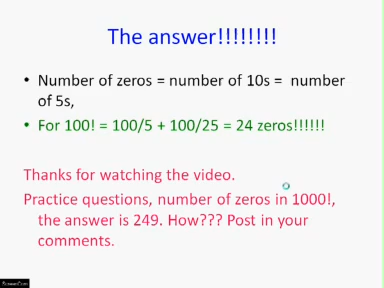 The answer!!!!!!!!
• Number of zeros = number of 10s =  number
of 5s,
• For 100! = 100/5 + 100/25 = 24 zeros!!!!!!
Thanks for watching the video.
Practice questions, number of zeros in 1000!,
the answer is 249. How??? Post in your
comments.